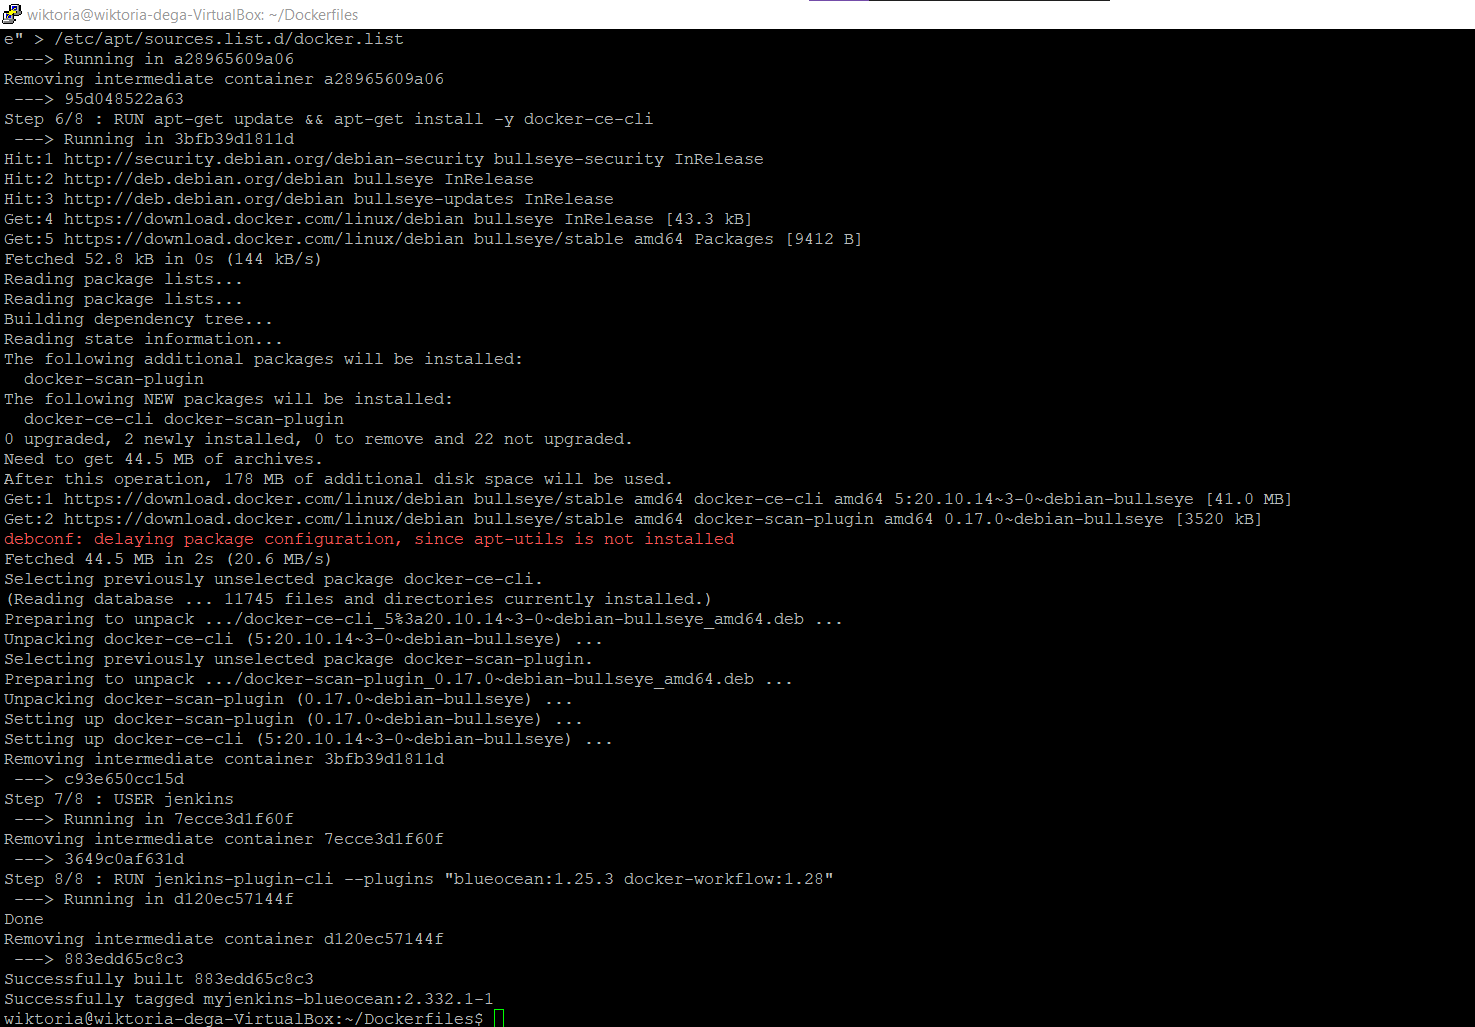 wiktoria@wiktoria-dega-VirtualBox: ~/Dockerfiles
e" > /etc/apt/sources.list.d/docker.list
 ---> Running in a28965609a06
Removing intermediate container a28965609a06
 ---> 95d048522a63
Step 6/8 : RUN apt-get update && apt-get install -y docker-ce-cli
 ---> Running in 3bfb39d1811d
Hit:1 http://security.debian.org/debian-security bullseye-security InRelease
Hit:2 http://deb.debian.org/debian bullseye InRelease
Hit:3 http://deb.debian.org/debian bullseye-updates InRelease
Get:4 https://download.docker.com/linux/debian bullseye InRelease [43.3 kB]
Get:5 https://download.docker.com/linux/debian bullseye/stable amd64 Packages [9412 B]
Fetched 52.8 kB in 0s (144 kB/s)
Reading package lists...
Reading package lists...
Building dependency tree...
Reading state information...
The following additional packages will be installed:
  docker-scan-plugin
The following NEW packages will be installed:
  docker-ce-cli docker-scan-plugin
0 upgraded, 2 newly installed, 0 to remove and 22 not upgraded.
Need to get 44.5 MB of archives.
After this operation, 178 MB of additional disk space will be used.
Get:1 https://download.docker.com/linux/debian bullseye/stable amd64 docker-ce-cli amd64 5:20.10.14~3-0~debian-bullseye [41.0 MB]
Get:2 https://download.docker.com/linux/debian bullseye/stable amd64 docker-scan-plugin amd64 0.17.0~debian-bullseye [3520 kB]
debconf: delaying package configuration, since apt-utils is not installed
Fetched 44.5 MB in 2s (20.6 MB/s)
Selecting previously unselected package docker-ce-cli.
(Reading database ... 11745 files and directories currently installed.)
Preparing to unpack .../docker-ce-cli_5%3a20.10.14~3-0~debian-bullseye_amd64.deb ...
Unpacking docker-ce-cli (5:20.10.14~3-0~debian-bullseye) ...
Selecting previously unselected package docker-scan-plugin.
Preparing to unpack .../docker-scan-plugin_0.17.0~debian-bullseye_amd64.deb ...
Unpacking docker-scan-plugin (0.17.0~debian-bullseye) ...
Setting up docker-scan-plugin (0.17.0~debian-bullseye) ...
Setting up docker-ce-cli (5:20.10.14~3-0~debian-bullseye) ...
Removing intermediate container 3bfb39d1811d
 ---> c93e650cc15d
Step 7/8 : USER jenkins
 ---> Running in 7ecce3d1f60f
Removing intermediate container 7ecce3d1f60f
 ---> 3649c0af631d
Step 8/8 : RUN jenkins-plugin-cli --plugins "blueocean:1.25.3 docker-workflow:1.28"
 ---> Running in d120ec57144f
Done
Removing intermediate container d120ec57144f
 ---> 883edd65c8c3
Successfully built 883edd65c8c3
Successfully tagged myjenkins-blueocean:2.332.1-1
wiktoria@wiktoria-dega-VirtualBox:~/Dockerfiles$